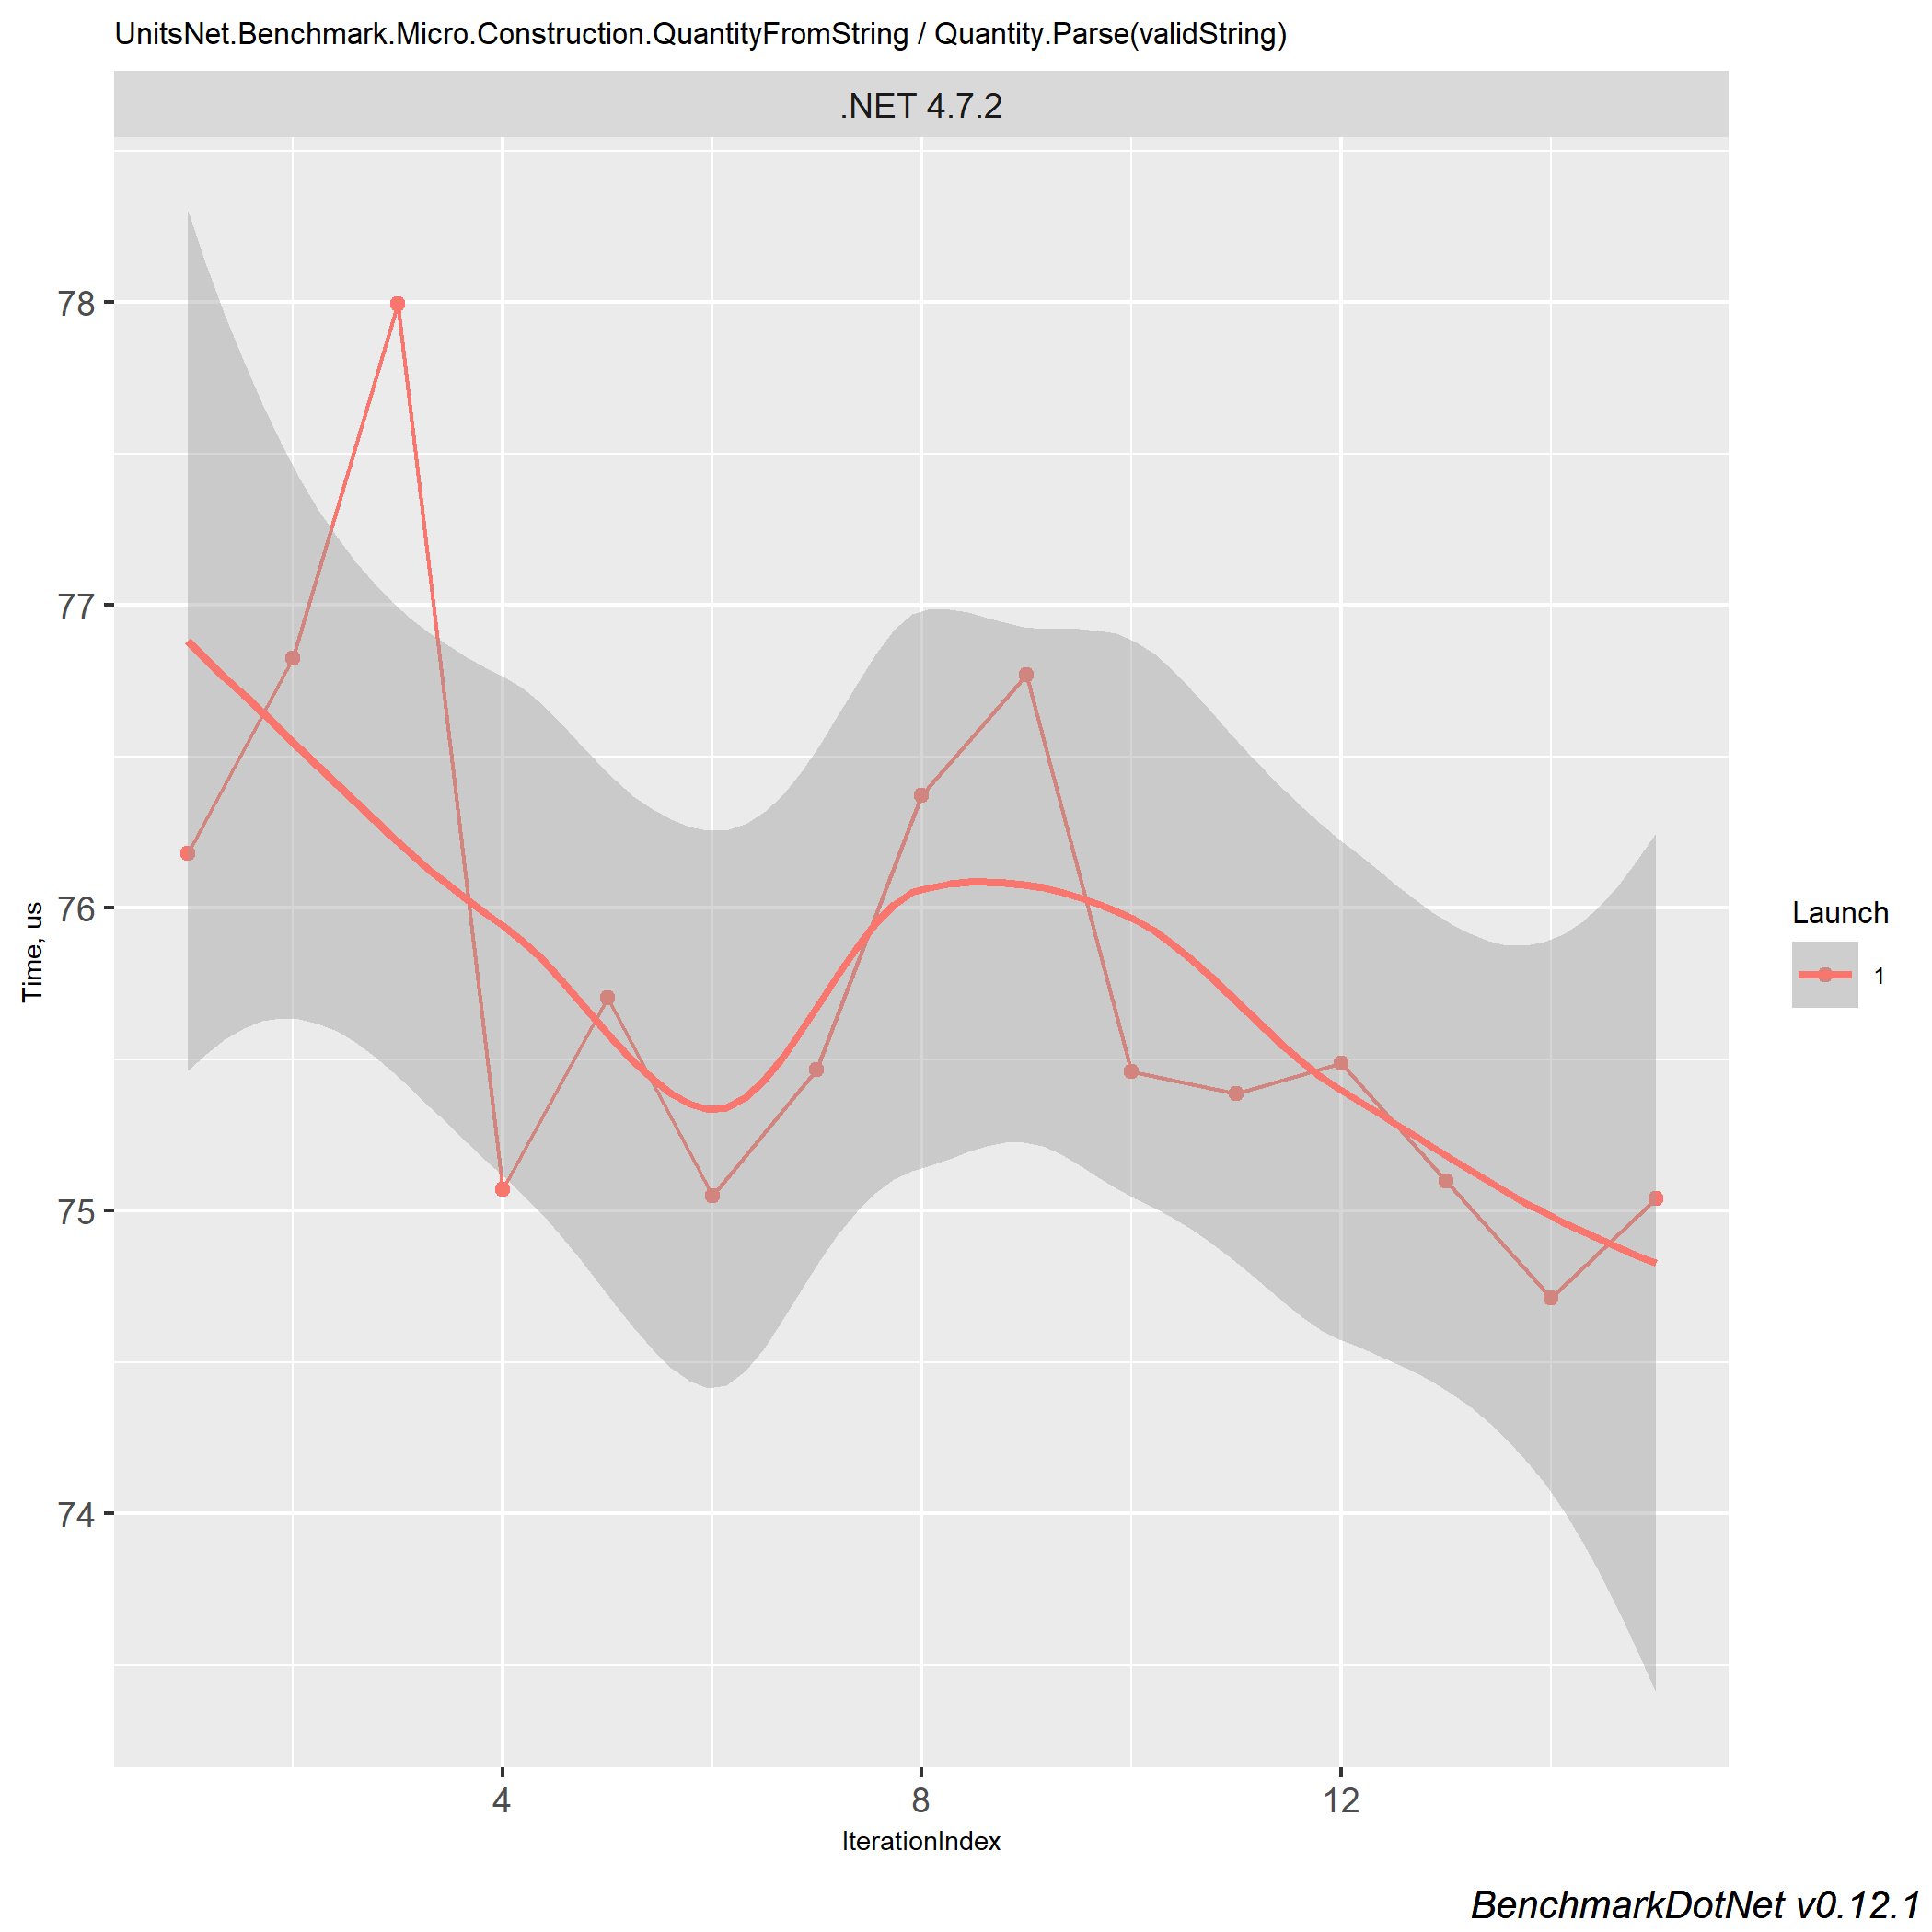 UnitsNet.Benchmark.Micro.Construction.QuantityFromString / Quantity.Parse(validString)
.NET 4.7.2
78
77
76
75
74
Time, us
4 8 12
IterationIndex
Launch
1
BenchmarkDotNet v0.12.1